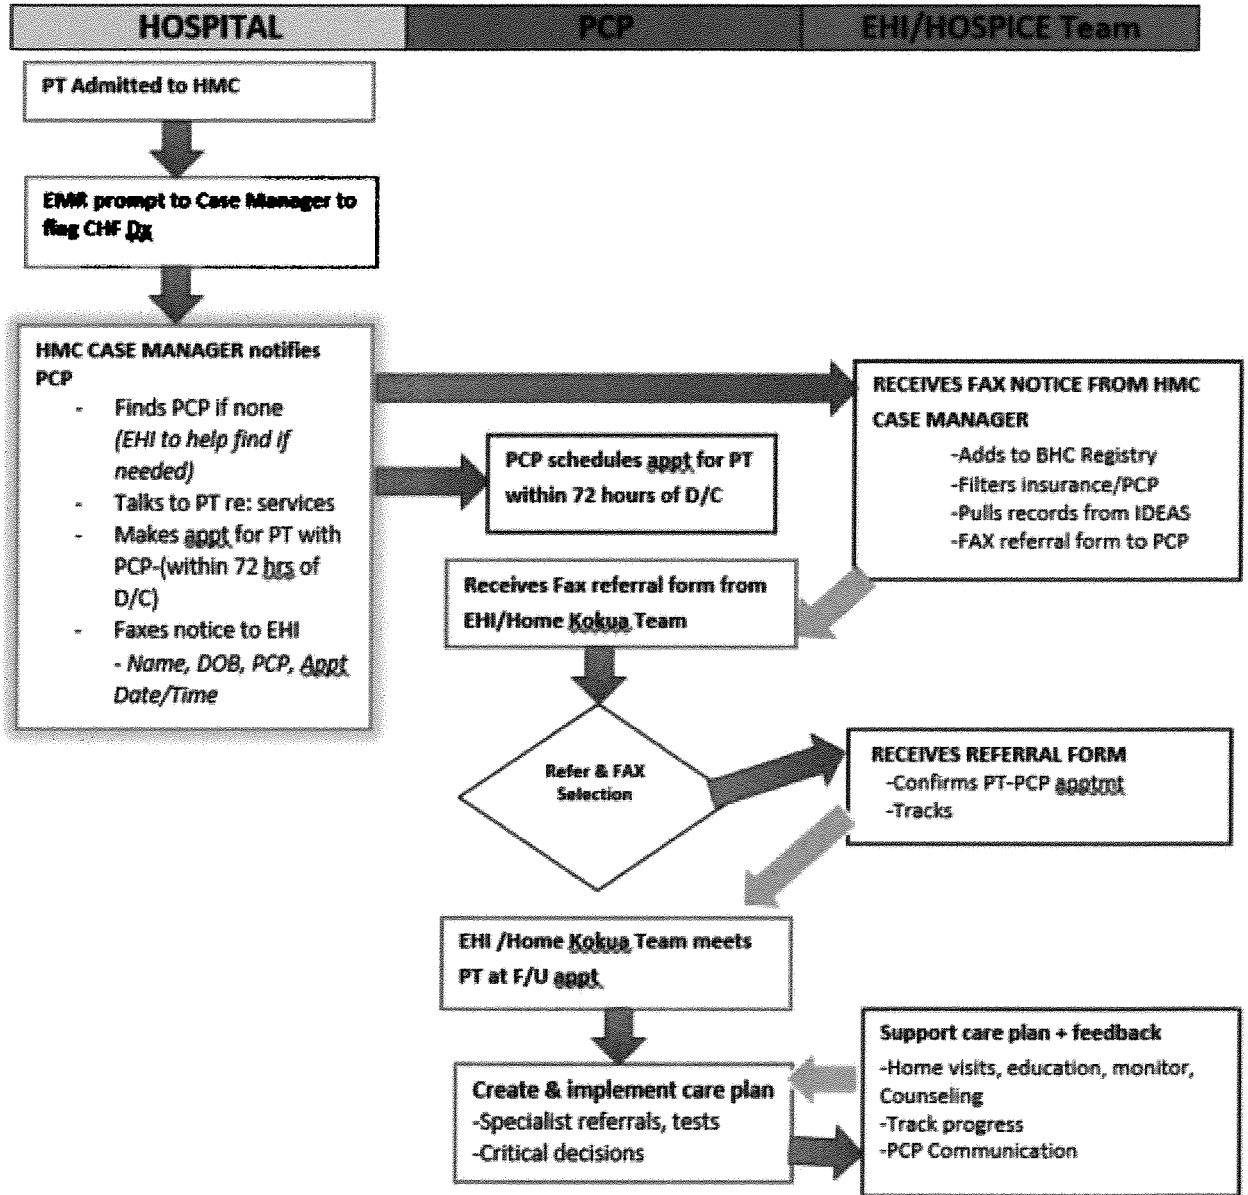 HOSPITAL
PCP
EHI/HOSPICE Team
PT Admitted to HMC
EMR prompt to Case Manager to
flag CHF Dx
HMC CASE MANAGER notifies
PCP
- Finds PCP if none
(EHI to help find if
needed)
- Talks to PT re: services
- Makes appt for PT with
PCP-(within 72 hrs of
D/C)
- Faxes notice to EHI
- Name, DOB, PCP, Appt
Date/Time
PCP schedules appt for PT
within 72 hours of D/C
RECEIVES FAX NOTICE FROM HMC
CASE MANAGER
-Adds to BHC Registry
-Filters insurance/PCP
-Pulls records from IDEAS
-FAX referral form to PCP
Receives Fax referral form from
EHI/Home Kokua Team
Refer & FAX
Selection
RECEIVES REFERRAL FORM
-Confirms PT-PCP apptmt
-Tracks
EHI /Home Kokua Team meets
PT at F/U appt
Create & implement care plan
-Specialist referrals, tests
-Critical decisions
Support care plan + feedback
-Home visits, education, monitor,
Counseling
-Track progress
-PCP Communication